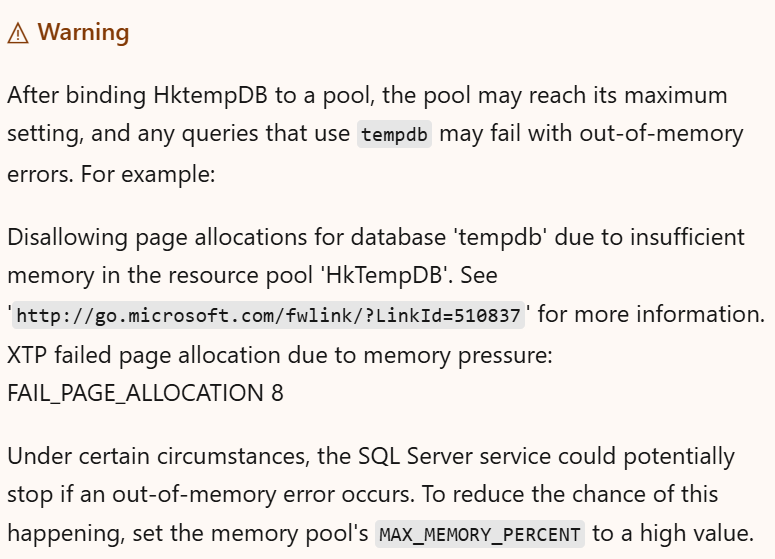 Warning
After binding HktempDB to a pool, the pool may reach its maximum
setting, and any queries that use tempdb may fail with out-of-memory
errors. For example:
Disallowing page allocations for database 'tempdb' due to insufficient
memory in the resource pool 'HkTempDB'. See
'http://go.microsoft.com/fwlink/?LinkId=510837' for more information.
XTP failed page allocation due to memory pressure:
FAIL_PAGE_ALLOCATION 8
Under certain circumstances, the SQL Server service could potentially
stop if an out-of-memory error occurs. To reduce the chance of this
happening, set the memory pool's MAX_MEMORY_PERCENT to a high value.